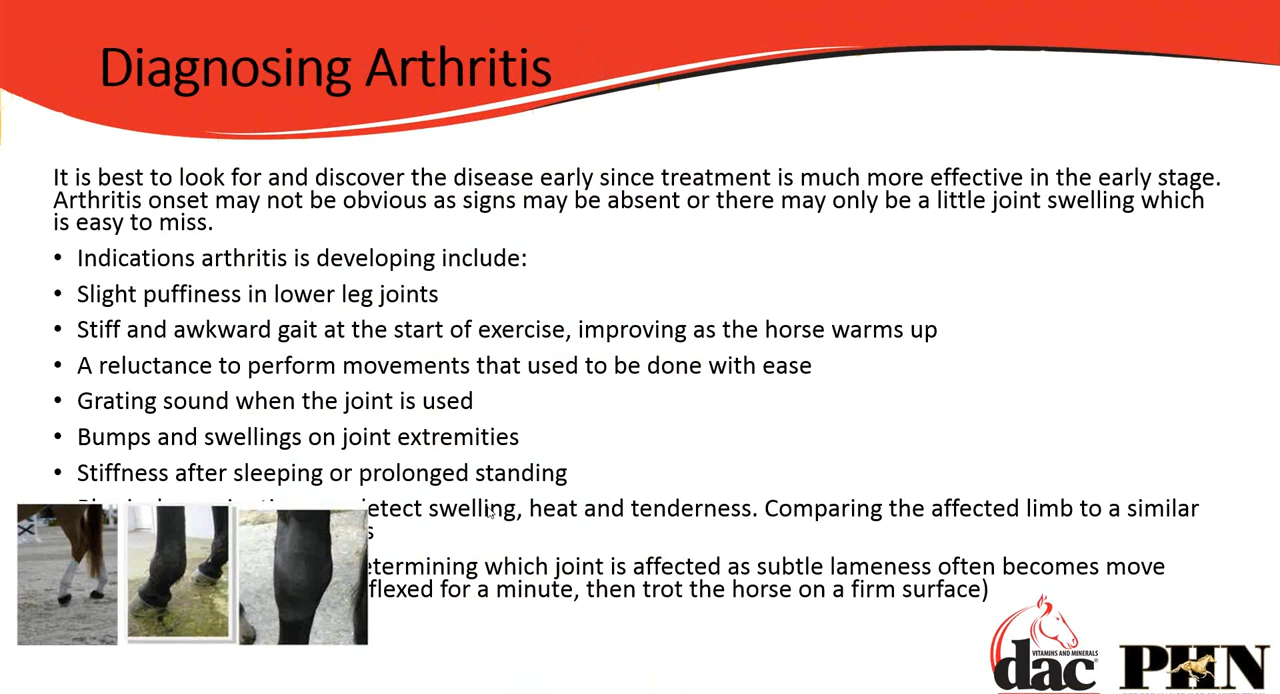 Diagnosing Arthritis
It is best to look for and discover the disease early since treatment is much more effective in the early stage.
Arthritis onset may not be obvious as signs may be absent or there may only be a little joint swelling which
is easy to miss.
• Indications arthritis is developing include:
• Slight puffiness in lower leg joints
• Stiff and awkward gait at the start of exercise, improving as the horse warms up
• A reluctance to perform movements that used to be done with ease
• Grating sound when the joint is used
• Bumps and swellings on joint extremities
• Stiffness after sleeping or prolonged standing
etect swelling, heat and tenderness. Comparing the affected limb to a similar
s
etermining which joint is affected as subtle lameness often becomes move
flexed for a minute, then trot the horse on a firm surface)
VITAMINS AND MINERALS
dac®
PHN